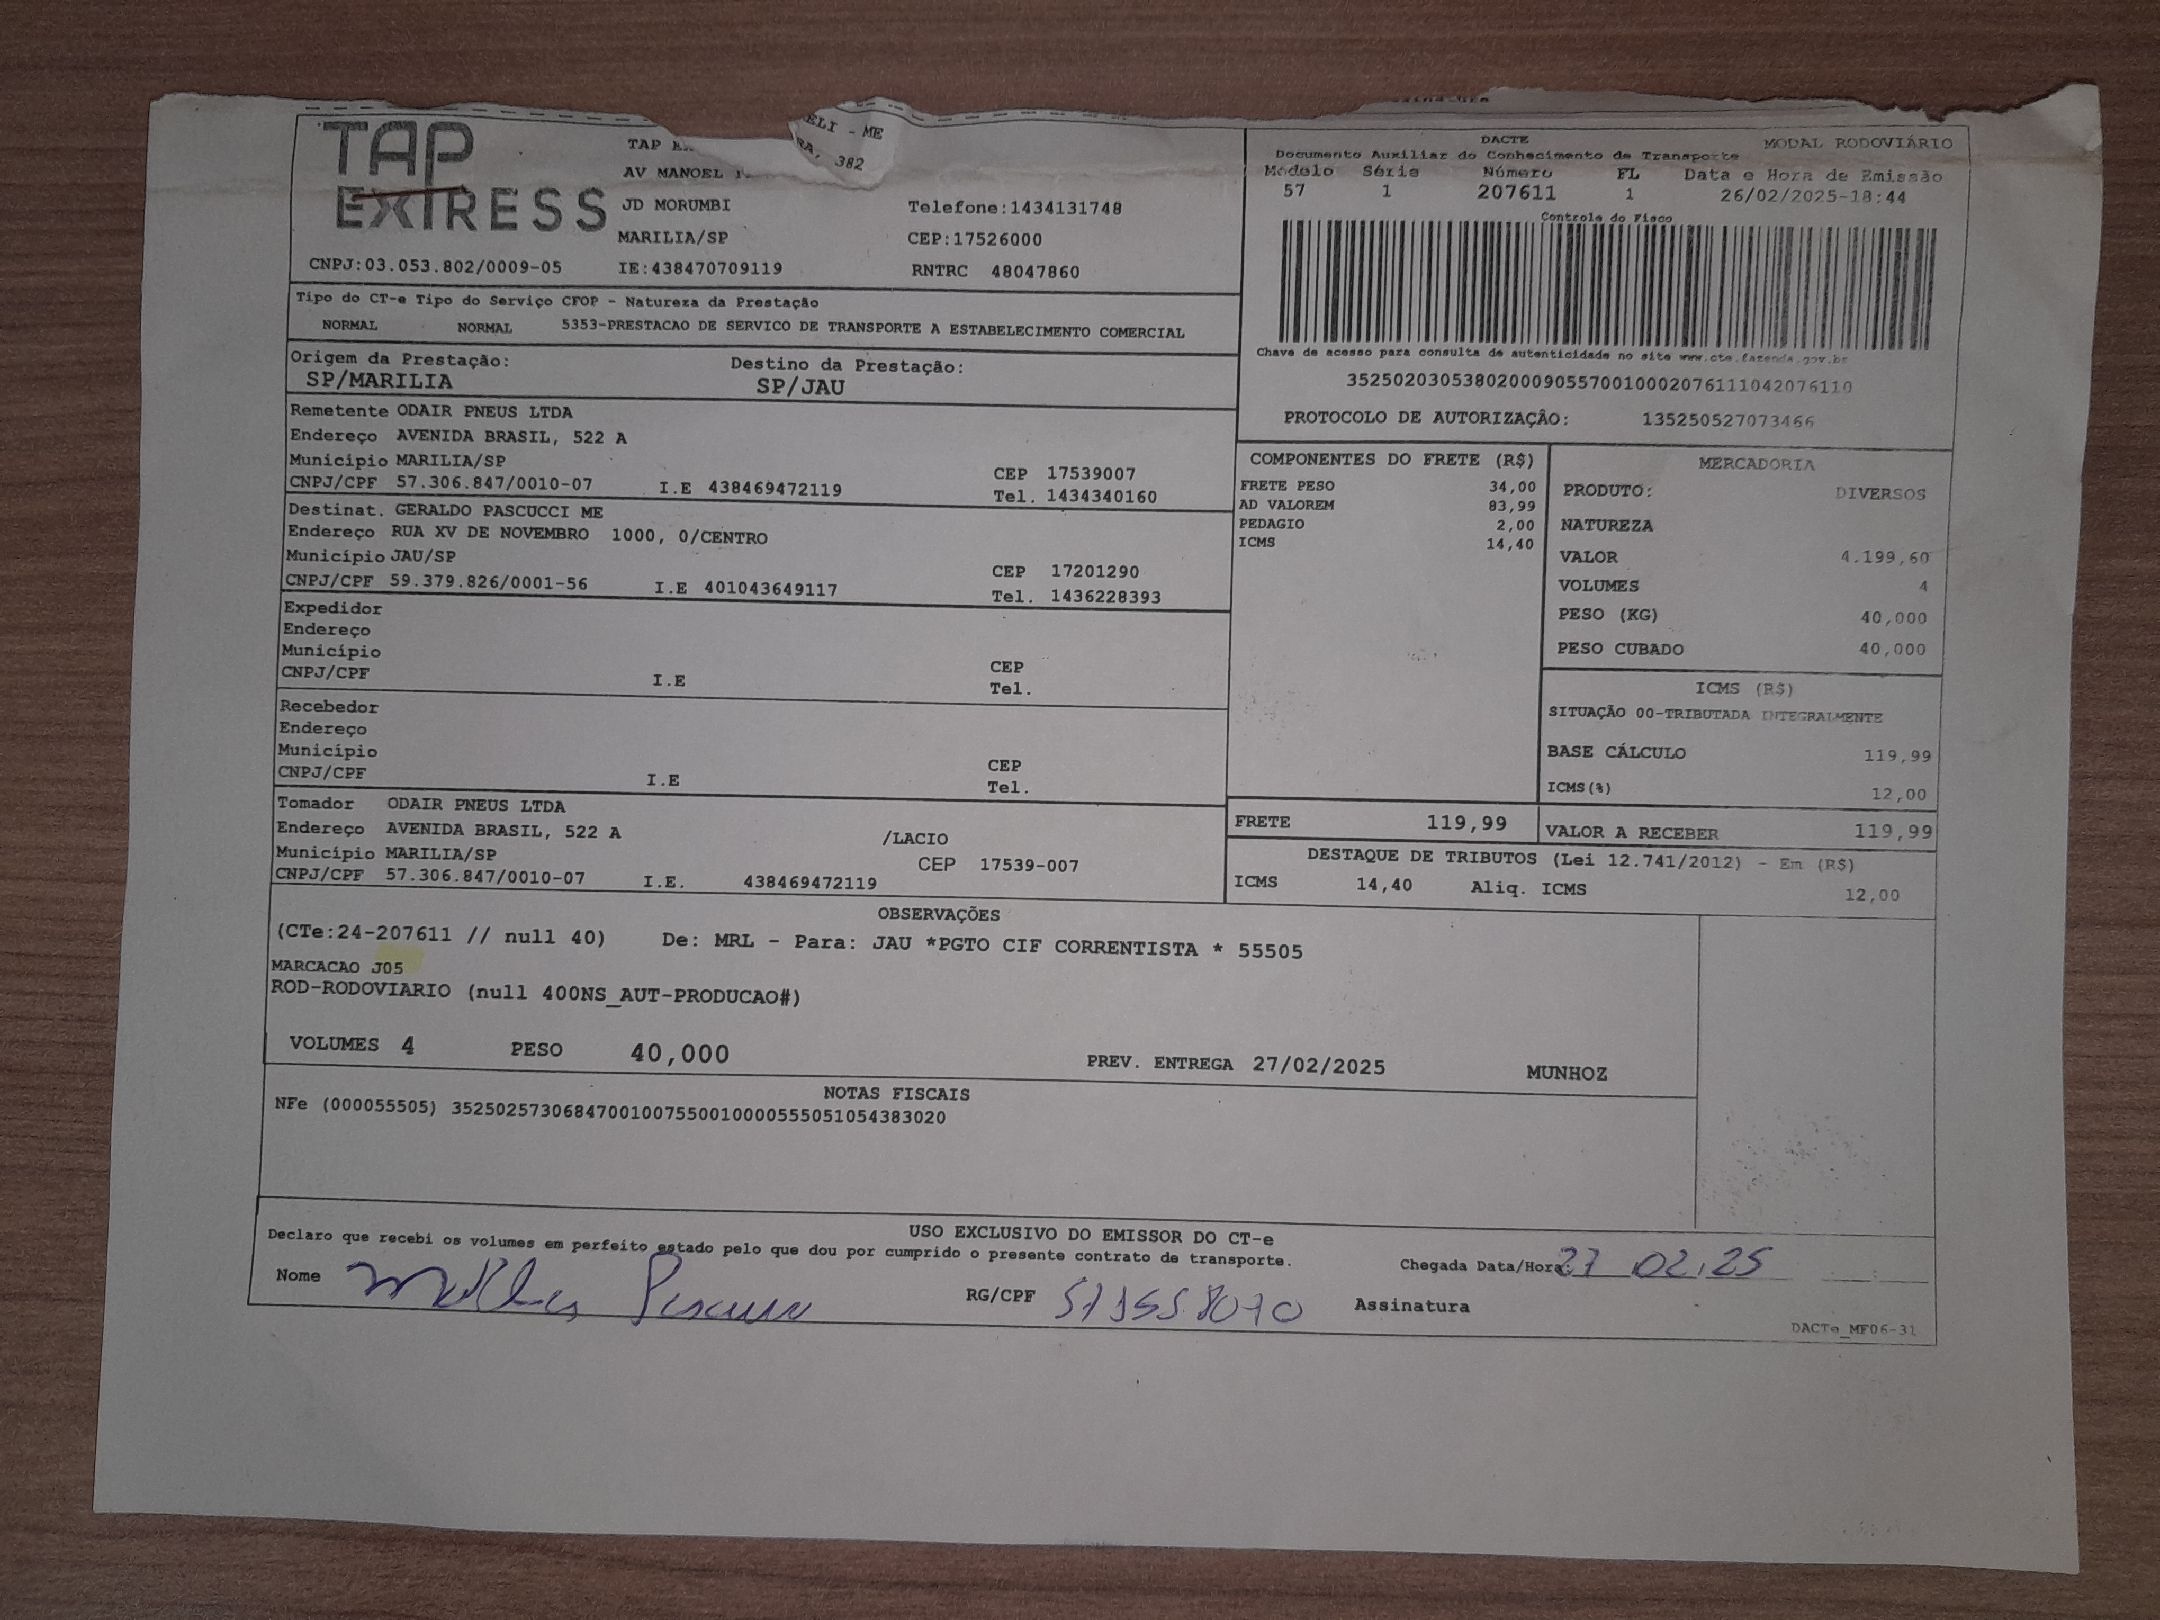 TAP EXPRESS
TAP
ELI - ME
AV MANOEL
RA, 382
JD MORUMBI Telefone:1434131748
MARILIA/SP CEP:17526000
CNPJ:03.053.802/0009-05 IE:438470709119 RNTRC 48047860
DACTE MODAL RODOVIÁRIO
Documento Auxiliar do Conhecimento de Transporte
Modelo Série Número FL Data e Hora de Emissão
57 1 207611 1 26/02/2025-18:44
Controle do Fisco
Chave de acesso para consulta de autenticidade no site www.cte.fazenda.gov.br
35250203053802000905570010002076111042076110
PROTOCOLO DE AUTORIZAÇÃO: 135250527073466
Tipo do CT-e Tipo do Serviço CFOP - Natureza da Prestação
NORMAL NORMAL 5353-PRESTACAO DE SERVICO DE TRANSPORTE A ESTABELECIMENTO COMERCIAL
Origem da Prestação: Destino da Prestação:
SP/MARILIA SP/JAU
Remetente ODAIR PNEUS LTDA
Endereço AVENIDA BRASIL, 522 A
Município MARILIA/SP CEP 17539007
CNPJ/CPF 57.306.847/0010-07 I.E 438469472119 Tel. 1434340160
Destinat. GERALDO PASCUCCI ME
Endereço RUA XV DE NOVEMBRO 1000, 0/CENTRO
Município JAU/SP CEP 17201290
CNPJ/CPF 59.379.826/0001-56 I.E 401043649117 Tel. 1436228393
Expedidor
Endereço
Município CEP
CNPJ/CPF I.E Tel.
Recebedor
Endereço
Município CEP
CNPJ/CPF I.E Tel.
Tomador ODAIR PNEUS LTDA
Endereço AVENIDA BRASIL, 522 A /LACIO
Município MARILIA/SP CEP 17539-007
CNPJ/CPF 57.306.847/0010-07 I.E. 438469472119
COMPONENTES DO FRETE (R$)
FRETE PESO 34,00
AD VALOREM 83,99
PEDAGIO 2,00
ICMS 14,40
MERCADORIA
PRODUTO: DIVERSOS
NATUREZA
VALOR 4.199,60
VOLUMES 4
PESO (KG) 40,000
PESO CUBADO 40,000
ICMS (R$)
SITUAÇÃO 00-TRIBUTADA INTEGRALMENTE
BASE CÁLCULO 119,99
ICMS(%) 12,00
FRETE 119,99 VALOR A RECEBER 119,99
DESTAQUE DE TRIBUTOS (Lei 12.741/2012) - Em (R$)
ICMS 14,40 Aliq. ICMS 12,00
OBSERVAÇÕES
(CTe:24-207611 // null 40) De: MRL - Para: JAU *PGTO CIF CORRENTISTA * 55505
MARCACAO J05
ROD-RODOVIARIO (null 400NS_AUT-PRODUCAO#)
VOLUMES 4 PESO 40,000 PREV. ENTREGA 27/02/2025 MUNHOZ
NOTAS FISCAIS
NFe (000055505) 35250257306847001007550010000555051054383020
USO EXCLUSIVO DO EMISSOR DO CT-e
Declaro que recebi os volumes em perfeito estado pelo que dou por cumprido o presente contrato de transporte.
Chegada Data/Hora 27 02.25
Nome RG/CPF Assinatura
DACTe_MF06-31